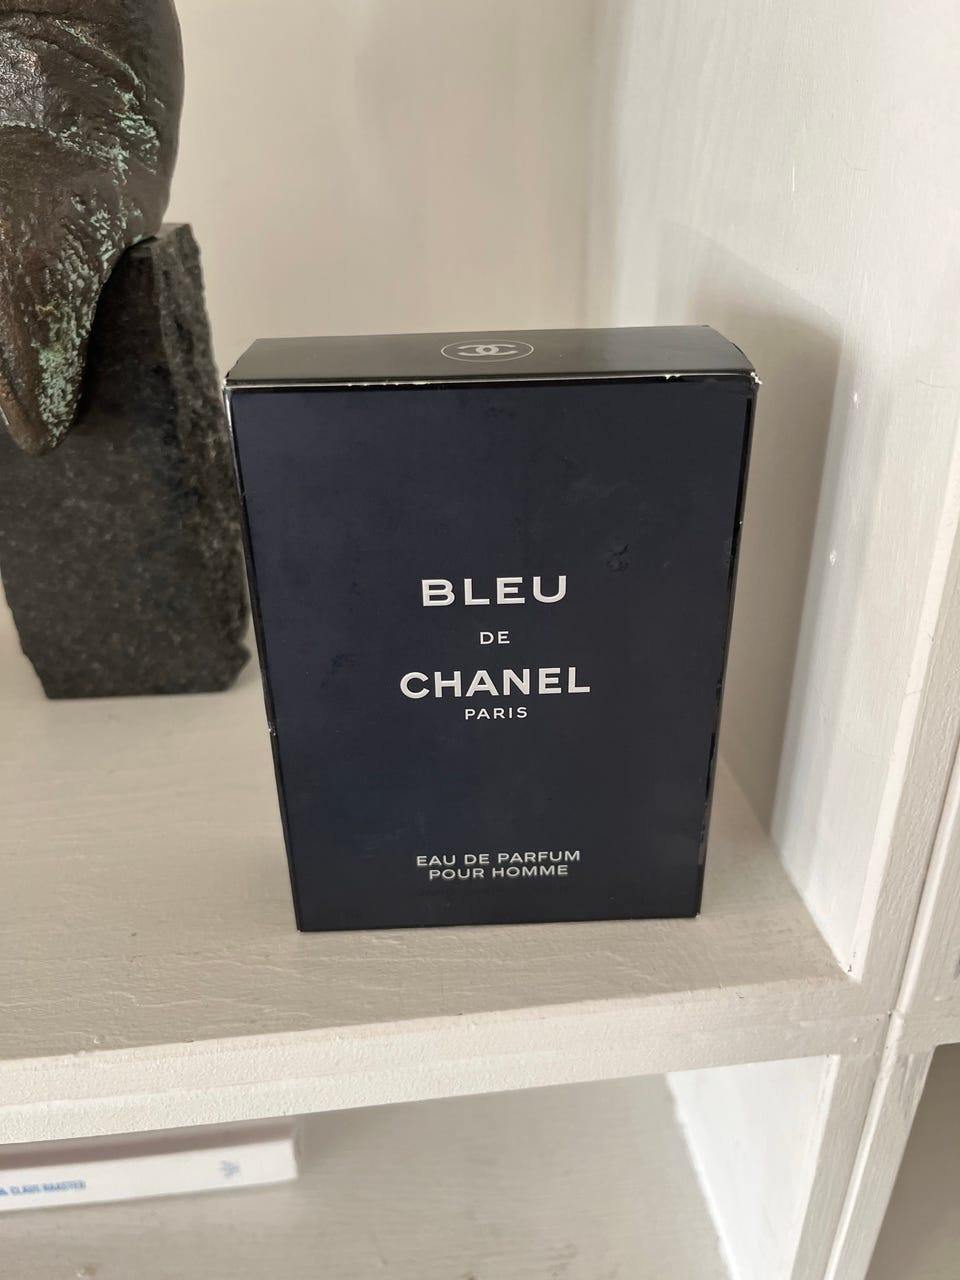 BLEU
DE
CHANEL
PARIS
EAU DE PARFUM
POUR HOMME